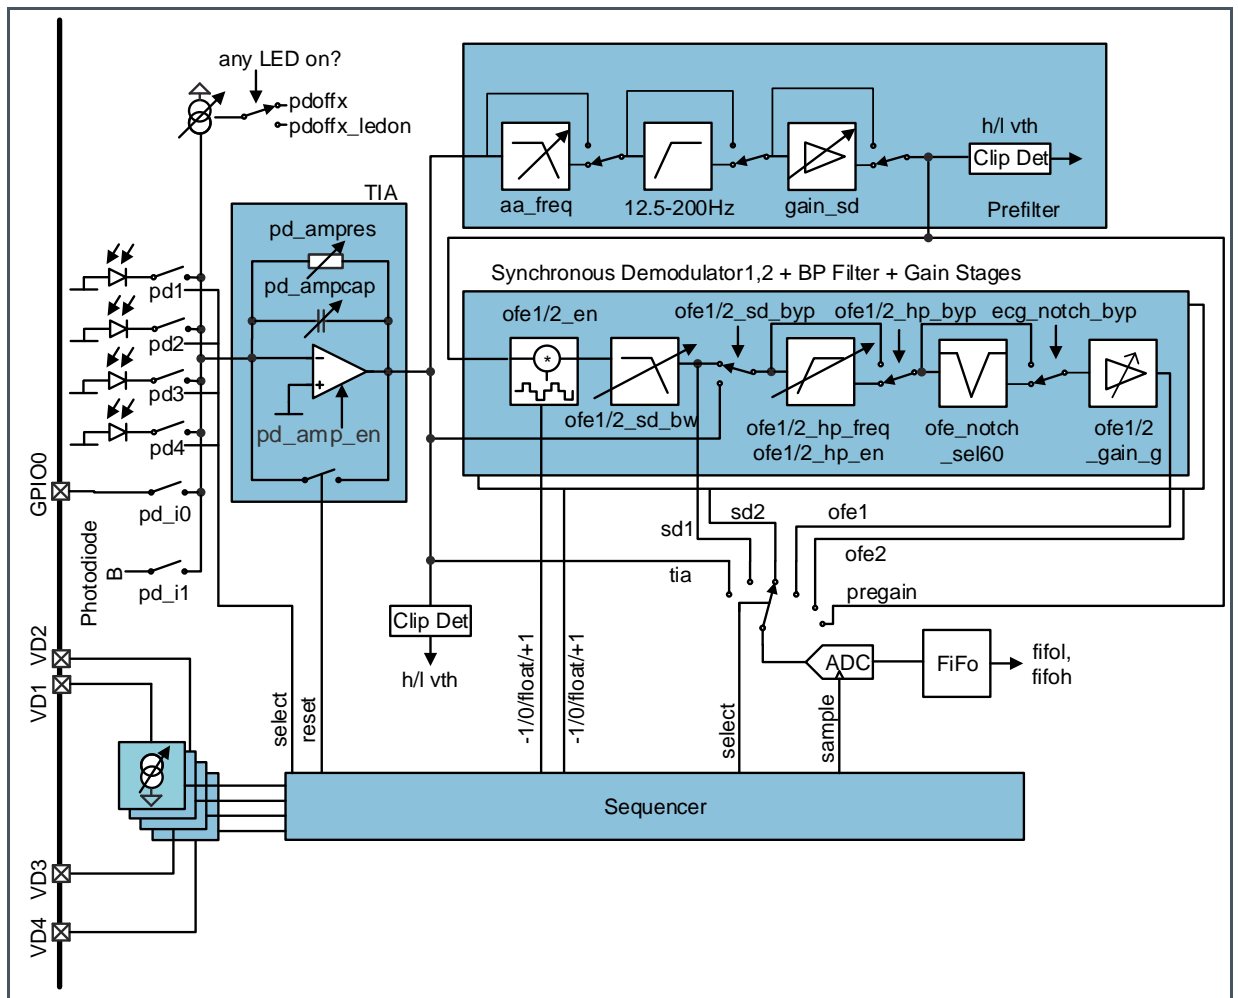 any LED on?
pdoffx
pdoffx_ledon
h/l vth
Clip Det
aa_freq
12.5-200Hz
gain_sd
Prefilter
TIA
pd_ampres
pd_ampcap
pd_amp_en
pd1
pd2
pd3
pd4
GPIO0
pd_i0
Photodiode
B
pd_i1
Synchronous Demodulator1,2 + BP Filter + Gain Stages
ofe1/2_en
ofe1/2_sd_byp
ofe1/2_hp_byp
ecg_notch_byp
*
ofe1/2_sd_bw
ofe1/2_hp_freq
ofe1/2_hp_en
ofe_notch
_sel60
ofe1/2
_gain_g
sd2
sd1
ofe1
ofe2
tia
pregain
Clip Det
h/l vth
ADC
FiFo
fifol,
fifoh
VD2
VD1
select
reset
-1/0/float/+1
-1/0/float/+1
select
sample
Sequencer
VD3
VD4